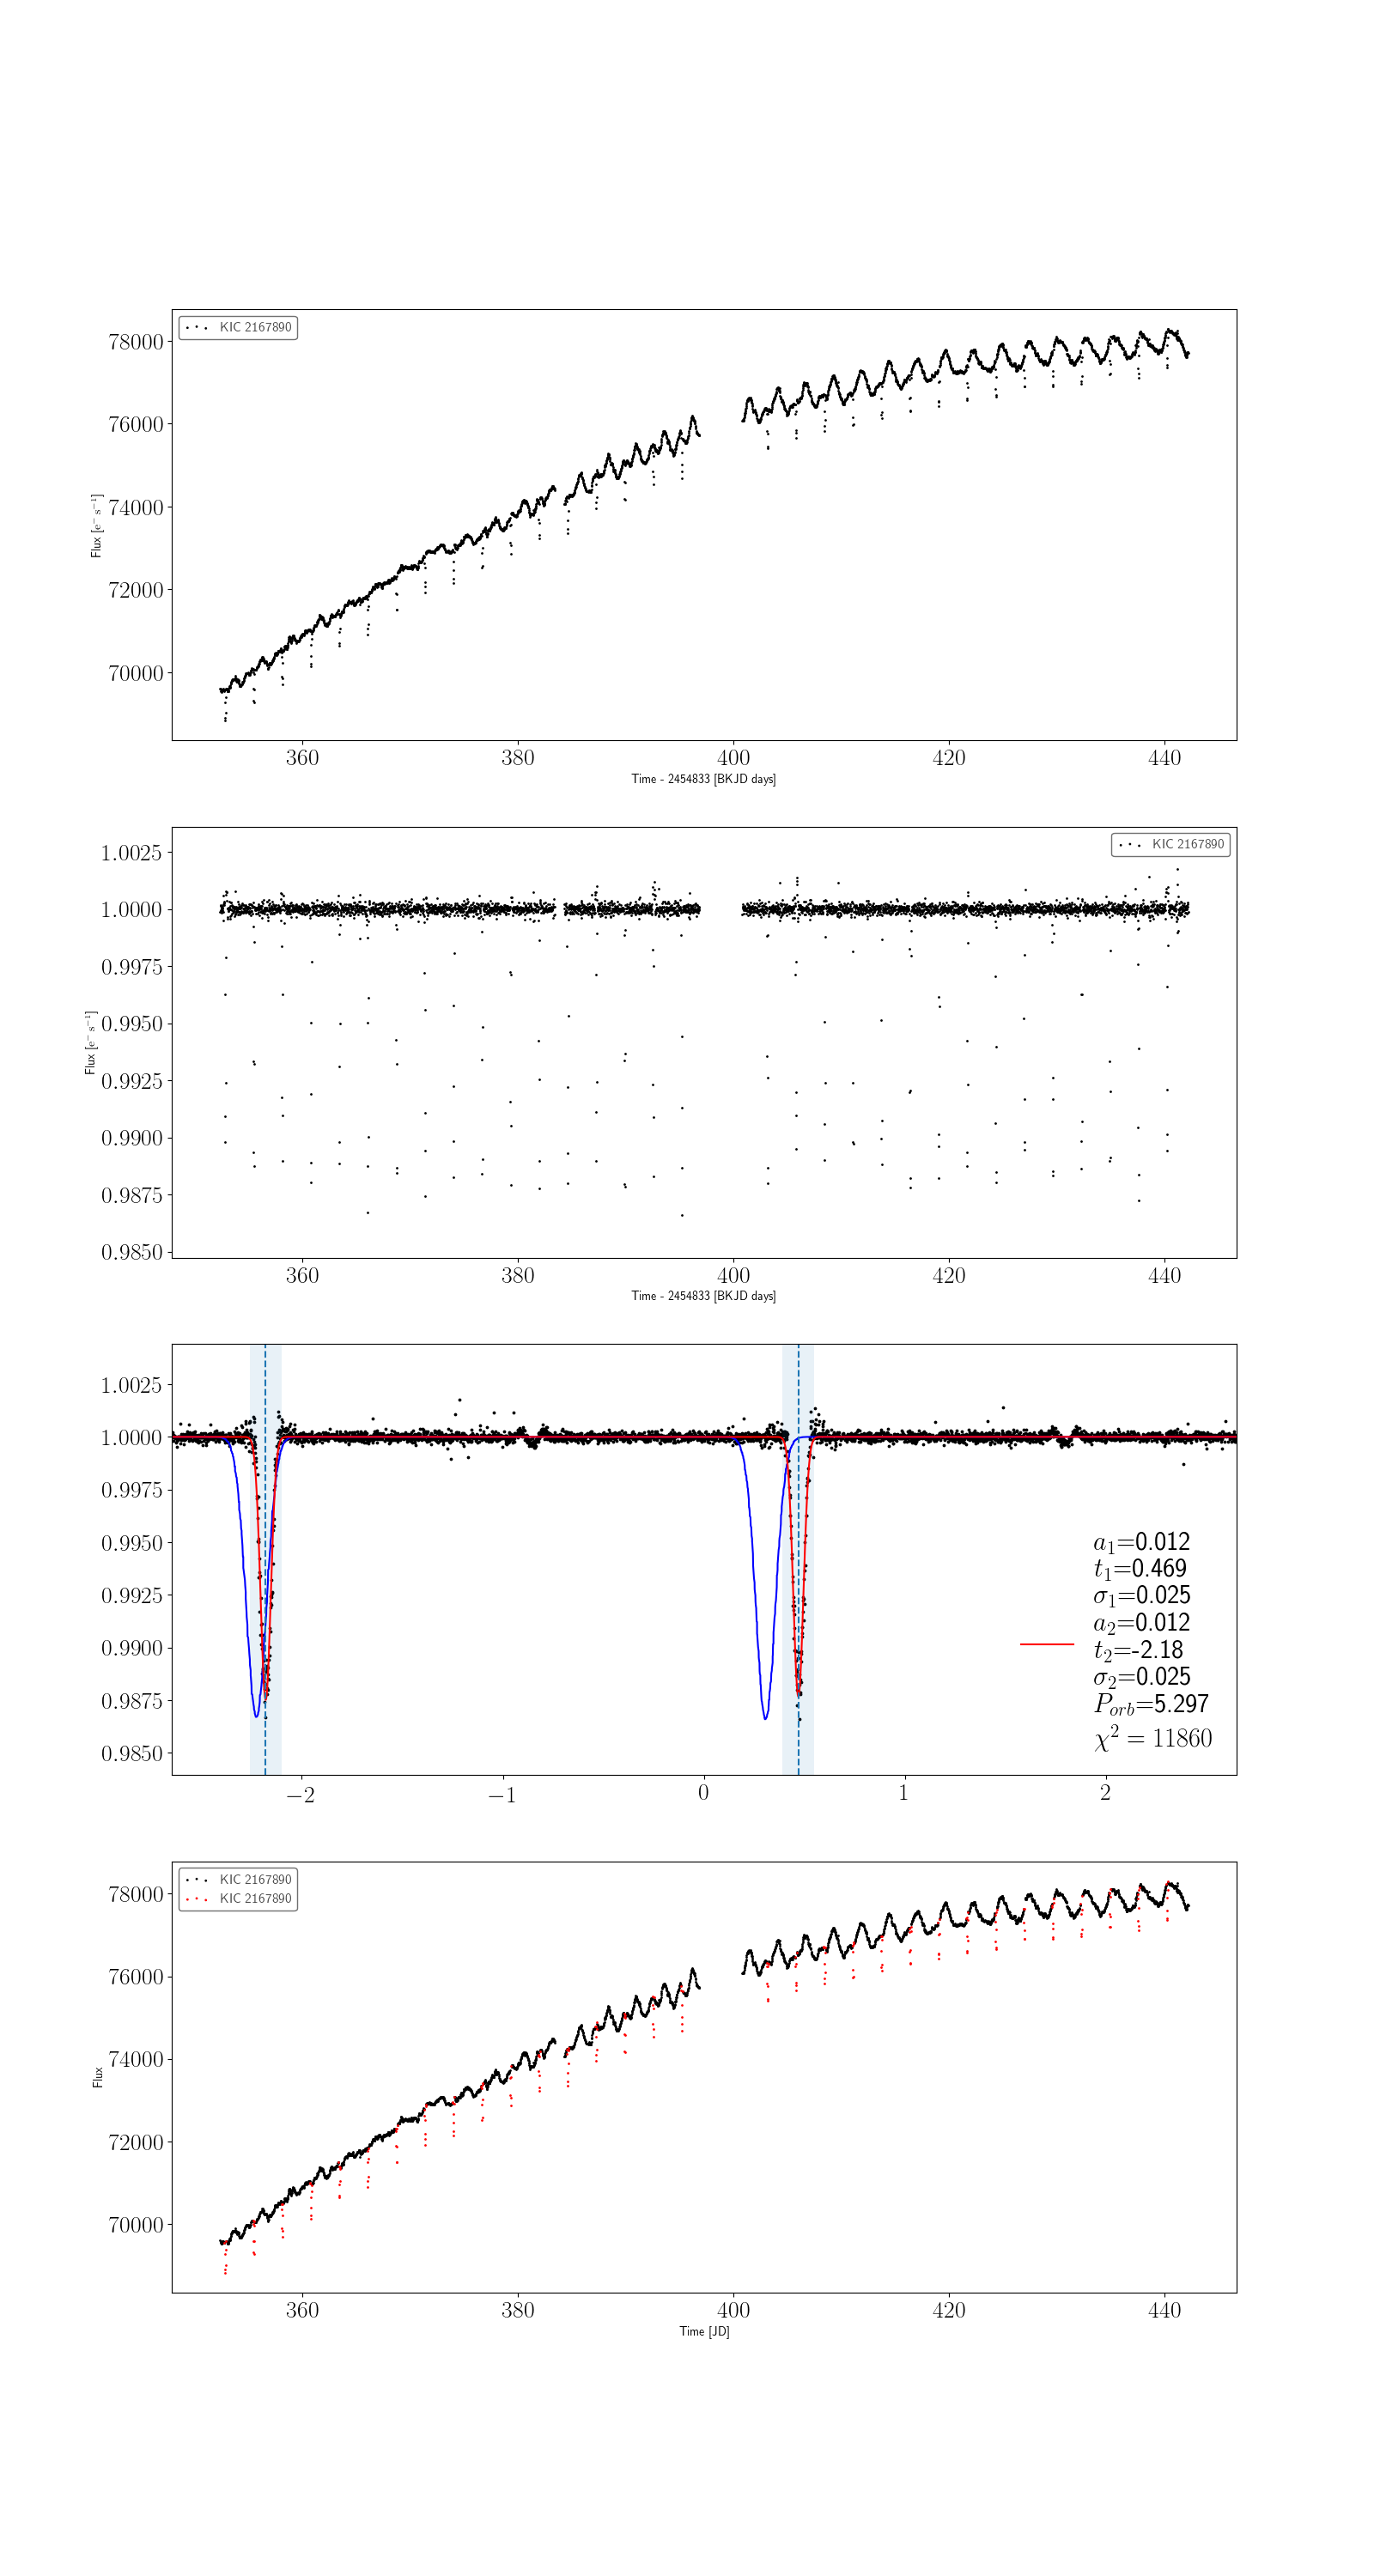 KIC 2167890
78000
76000
74000
72000
70000
Flux [e⁻ s⁻¹]
360 380 400 420 440
Time - 2454833 [BKJD days]
KIC 2167890
1.0025
1.0000
0.9975
0.9950
0.9925
0.9900
0.9875
0.9850
Flux [e⁻ s⁻¹]
360 380 400 420 440
Time - 2454833 [BKJD days]
1.0025
1.0000
0.9975
0.9950
0.9925
0.9900
0.9875
0.9850
a₁=0.012
t₁=0.469
σ₁=0.025
a₂=0.012
t₂=-2.18
σ₂=0.025
P_orb=5.297
χ² = 11860
−2 −1 0 1 2
KIC 2167890
KIC 2167890
78000
76000
74000
72000
70000
Flux
360 380 400 420 440
Time [JD]